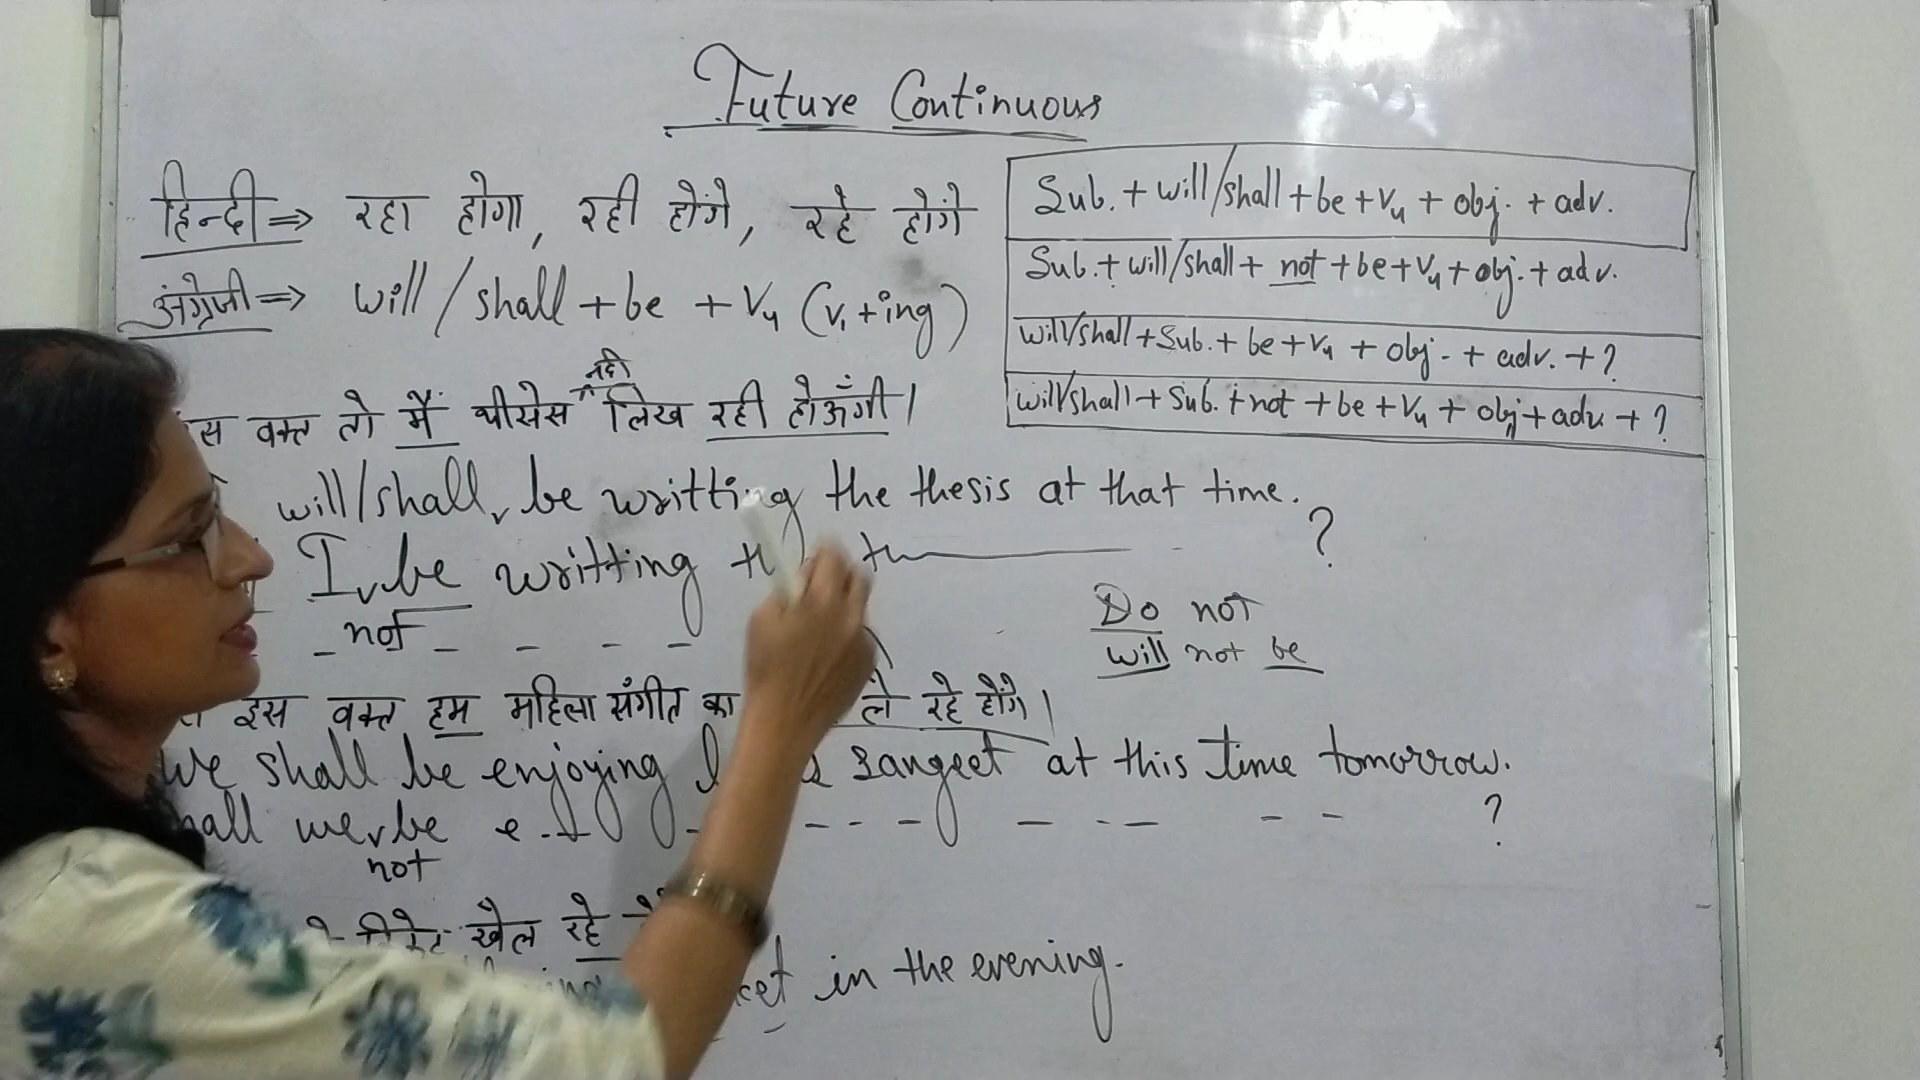 Future Continuous
हिन्दी ⇒ रहा होगा, रही होंगे, रहे होंगे
अंग्रेजी ⇒ will/shall + be + V4 (V1+ing)
Sub. + will/shall + be + V4 + obj. + adv.
Sub. + will/shall + not + be + V4 + obj. + adv.
will/shall + Sub. + be + V4 + obj. + adv. + ?
will/shall + Sub. + not + be + V4 + obj + adv + ?
नहीं
वक्त तो मैं थीसेस लिख रही होऊँगी।
will/shall be writting the thesis at that time.
I be writting th ?
not
Do not
will not be
इस वक्त हम महिला संगीत का ले रहे होंगे।
We shall be enjoying sangeet at this time tomorrow.
we be e ?
not
खेल रहे
in the evening.